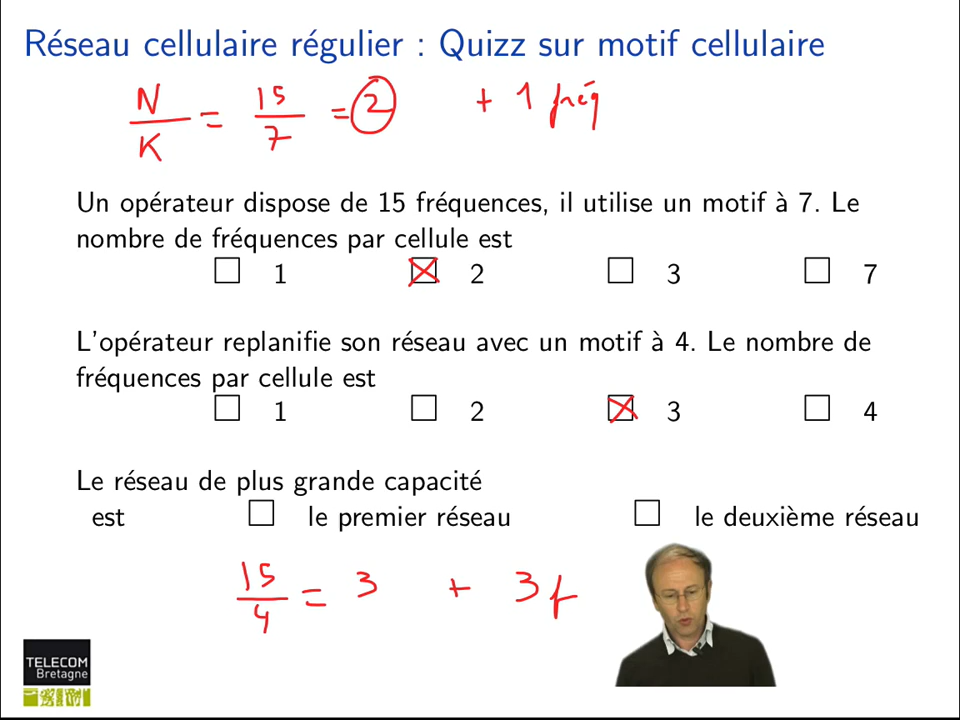 Réseau cellulaire régulier : Quizz sur motif cellulaire
N/K = 15/7 = 2 + 1 fréq
Un opérateur dispose de 15 fréquences, il utilise un motif à 7. Le
nombre de fréquences par cellule est
☐ 1 ☒ 2 ☐ 3 ☐ 7
L'opérateur replanifie son réseau avec un motif à 4. Le nombre de
fréquences par cellule est
☐ 1 ☐ 2 ☒ 3 ☐ 4
Le réseau de plus grande capacité
est ☐ le premier réseau ☐ le deuxième réseau
15/4 = 3 + 3 f
TELECOM
Bretagne